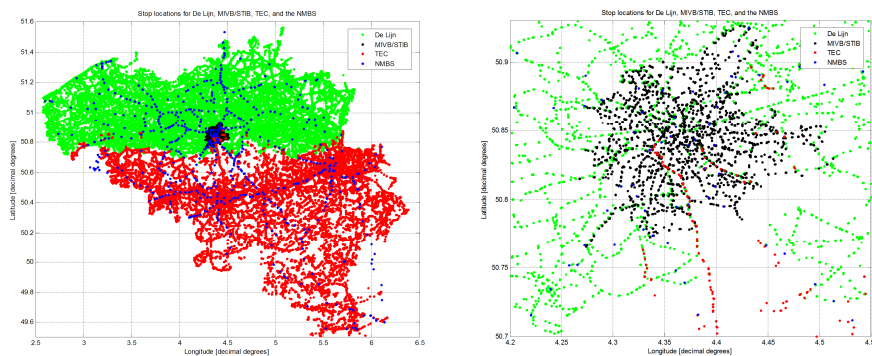 Stop locations for De Lijn, MIVB/STIB, TEC, and the NMBS
De Lijn
MIVB/STIB
TEC
NMBS
51.6
51.4
51.2
51
50.8
50.6
50.4
50.2
50
49.8
49.6
2.5
3
3.5
4
4.5
5
5.5
6
6.5
Latitude [decimal degrees]
Longitude [decimal degrees]
Stop locations for De Lijn, MIVB/STIB, TEC, and the NMBS
De Lijn
MIVB/STIB
TEC
NMBS
50.9
50.85
50.8
50.75
50.7
4.2
4.25
4.3
4.35
4.4
4.45
4.5
Latitude [decimal degrees]
Longitude [decimal degrees]